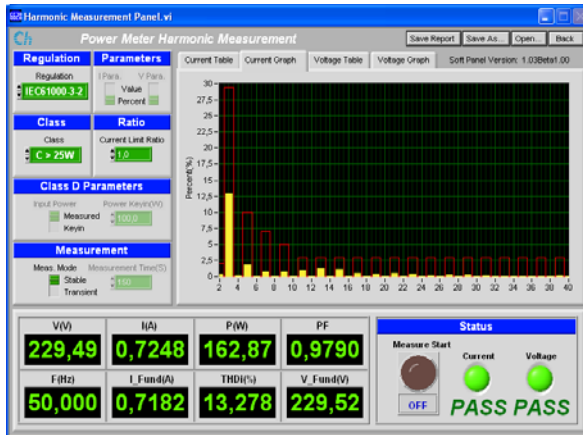 Harmonic Measurement Panel.vi
Ch Power Meter Harmonic Measurement Save Report Save As... Open... Back
Regulation Parameters Current Table Current Graph Voltage Table Voltage Graph Soft Panel Version: 1.03Beta1.00
Regulation I Para. V Para.
IEC61000-3-2 Value
Percent
Class Ratio
Class Current Limit Ratio
C > 25W 1,0
Class D Parameters
Input Power Power Keyin(W)
Measured 100,0
Keyin
Measurement
Meas. Mode Measurement Time(S)
Stable 150
Transient
Percent(%)
30
27,5
25
22,5
20
17,5
15
12,5
10
7,5
5
2,5
0
2 4 6 8 10 12 14 16 18 20 22 24 26 28 30 32 34 36 38 40
V(V) I(A) P(W) PF
229,49 0,7248 162,87 0,9790
F(Hz) I_Fund(A) THDI(%) V_Fund(V)
50,000 0,7182 13,278 229,52
Status
Measure Start Current Voltage
OFF PASS PASS